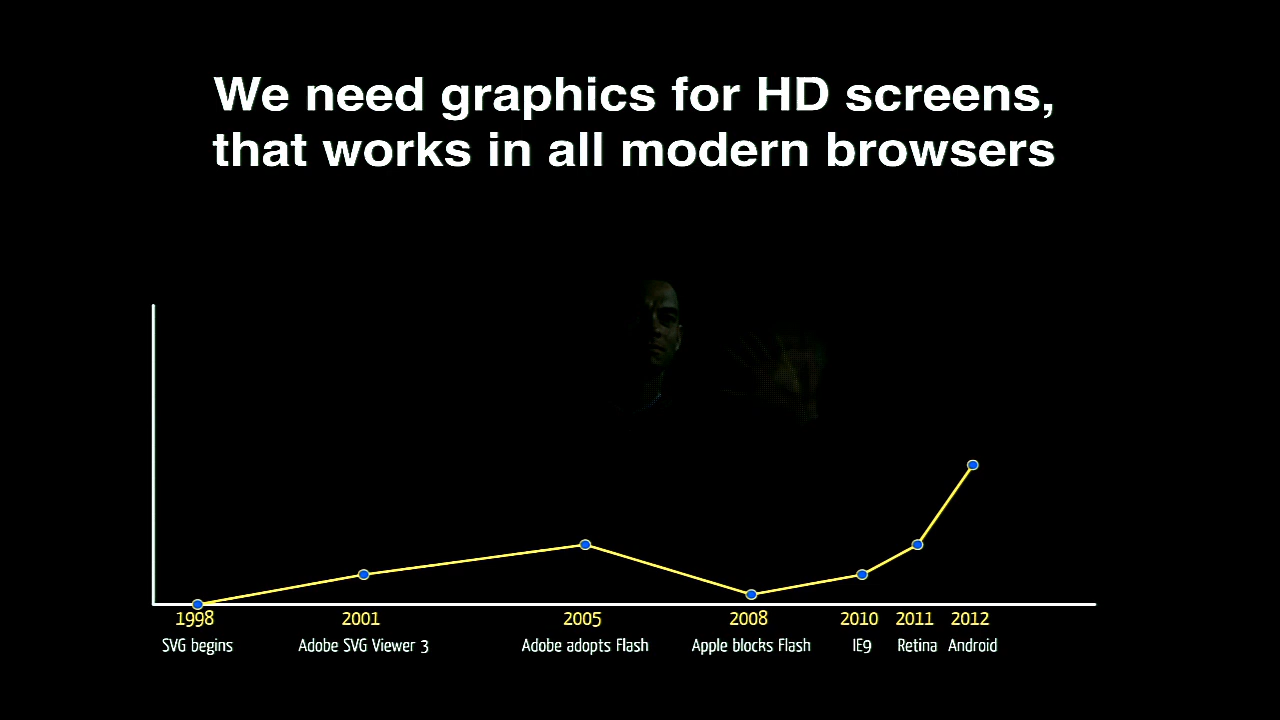 We need graphics for HD screens,
that works in all modern browsers
1998 2001 2005 2008 2010 2011 2012
SVG begins Adobe SVG Viewer 3 Adobe adopts Flash Apple blocks Flash IE9 Retina Android